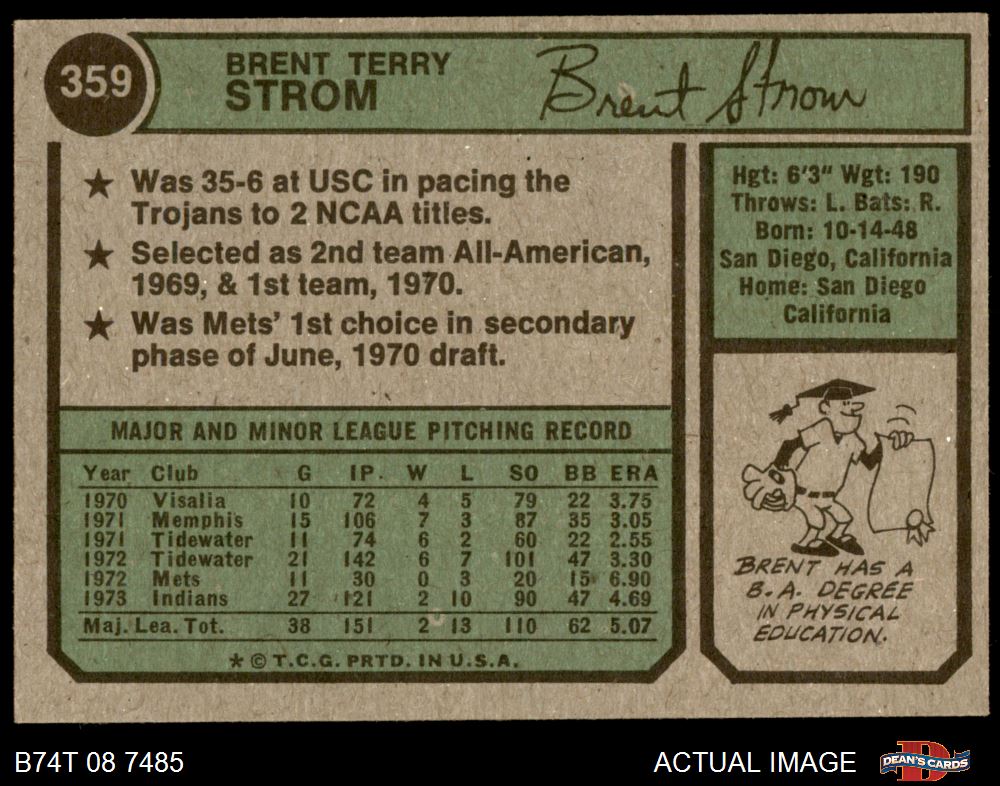 359
BRENT TERRY
STROM
Brent Strom
★ Was 35-6 at USC in pacing the
Trojans to 2 NCAA titles.
★ Selected as 2nd team All-American,
1969, & 1st team, 1970.
★ Was Mets' 1st choice in secondary
phase of June, 1970 draft.
Hgt: 6'3" Wgt: 190
Throws: L. Bats: R.
Born: 10-14-48
San Diego, California
Home: San Diego
California
MAJOR AND MINOR LEAGUE PITCHING RECORD
Year Club G IP. W L SO BB ERA
1970 Visalia 10 72 4 5 79 22 3.75
1971 Memphis 15 106 7 3 87 35 3.05
1971 Tidewater 11 74 6 2 60 22 2.55
1972 Tidewater 21 142 6 7 101 47 3.30
1972 Mets 11 30 0 3 20 15 6.90
1973 Indians 27 121 2 10 90 47 4.69
Maj. Lea. Tot. 38 151 2 13 110 62 5.07
★ © T.C.G. PRTD. IN U.S.A.
BRENT HAS A
B.A. DEGREE
IN PHYSICAL
EDUCATION.
B74T 08 7485
ACTUAL IMAGE
DEAN'S CARDS